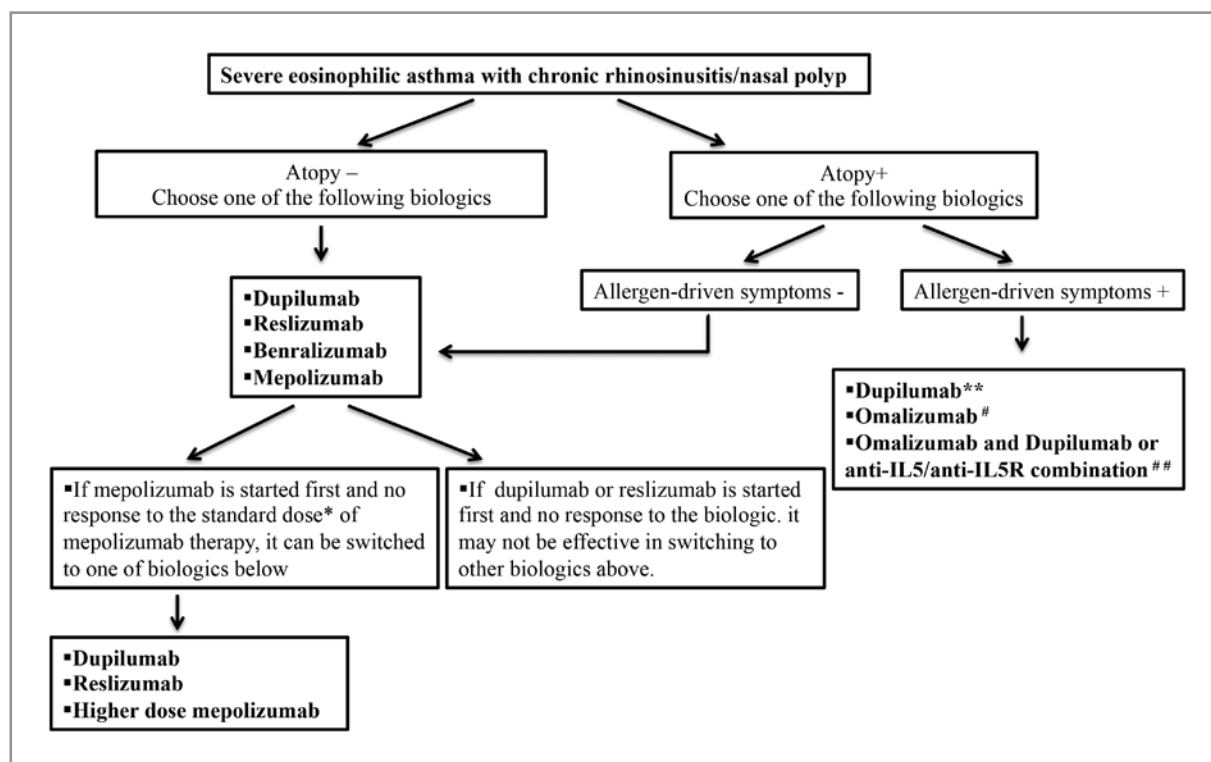 Severe eosinophilic asthma with chronic rhinosinusitis/nasal polyp
Atopy –
Choose one of the following biologics
Atopy+
Choose one of the following biologics
Allergen-driven symptoms -
Allergen-driven symptoms +
▪Dupilumab
▪Reslizumab
▪Benralizumab
▪Mepolizumab
▪Dupilumab**
▪Omalizumab #
▪Omalizumab and Dupilumab or
anti-IL5/anti-IL5R combination # #
▪If mepolizumab is started first and no
response to the standard dose* of
mepolizumab therapy, it can be switched
to one of biologics below
▪If dupilumab or reslizumab is started
first and no response to the biologic. it
may not be effective in switching to
other biologics above.
▪Dupilumab
▪Reslizumab
▪Higher dose mepolizumab